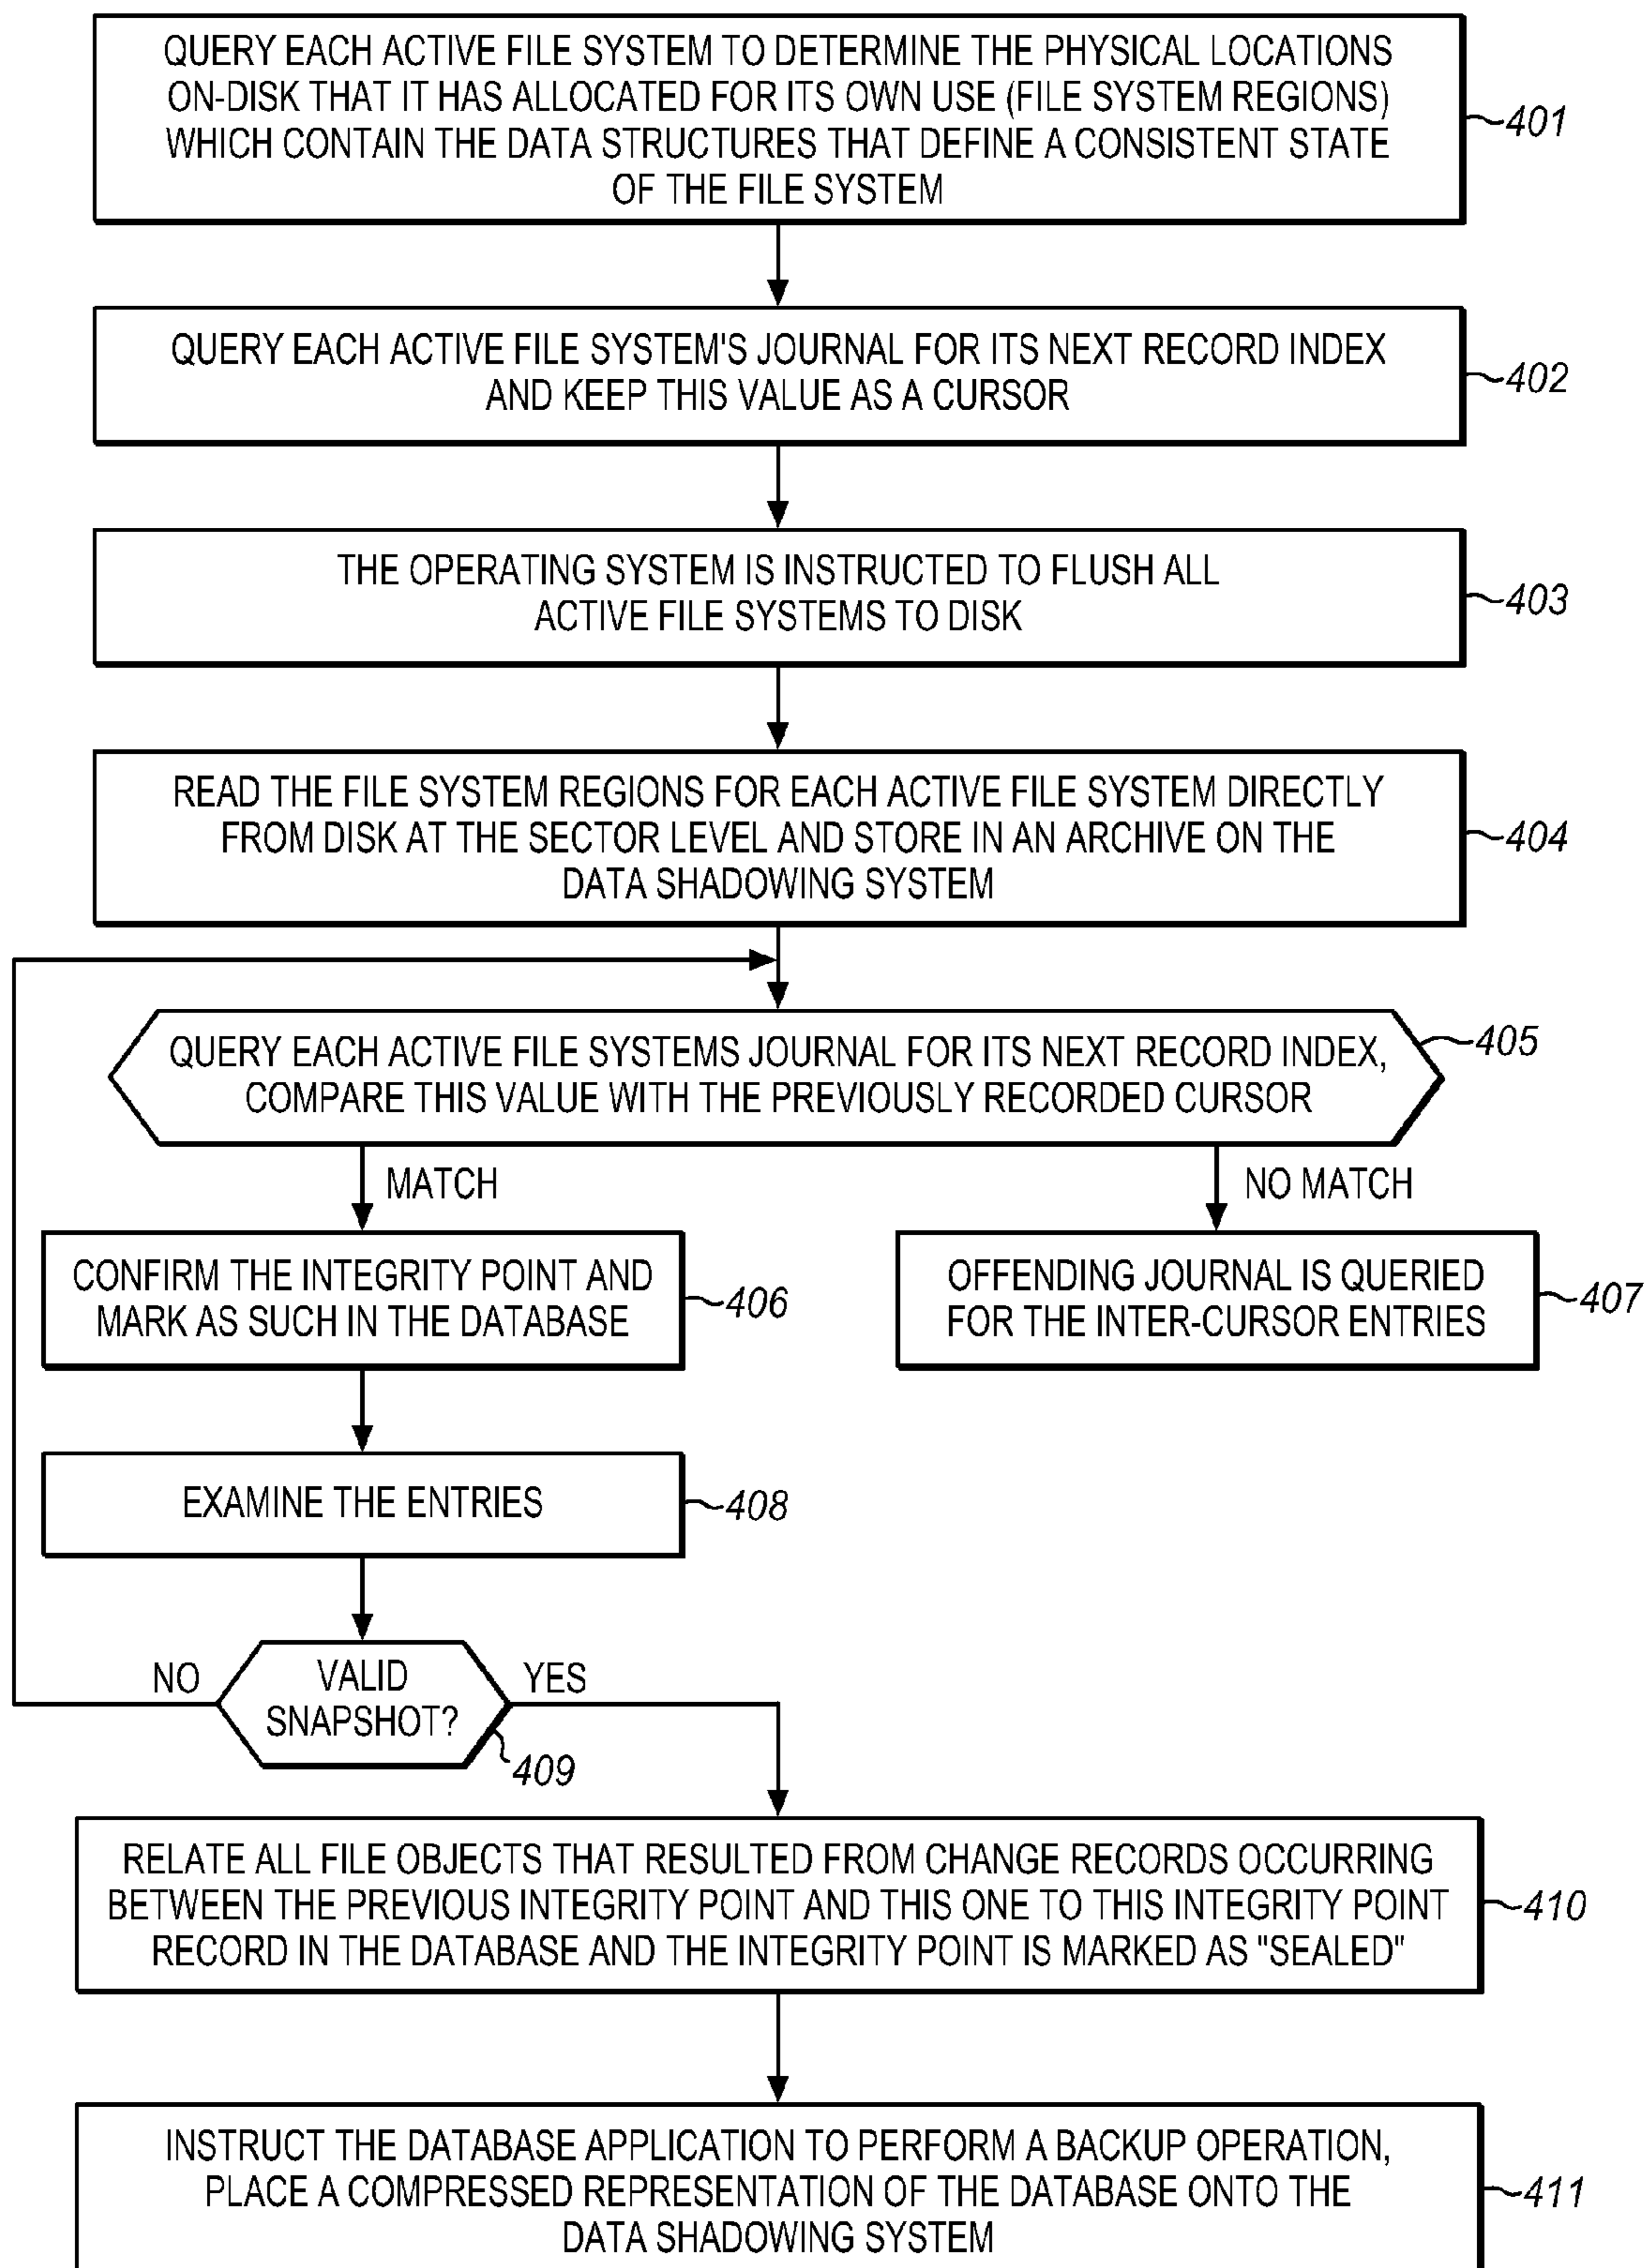 QUERY EACH ACTIVE FILE SYSTEM TO DETERMINE THE PHYSICAL LOCATIONS
ON-DISK THAT IT HAS ALLOCATED FOR ITS OWN USE (FILE SYSTEM REGIONS)
WHICH CONTAIN THE DATA STRUCTURES THAT DEFINE A CONSISTENT STATE
OF THE FILE SYSTEM
401
QUERY EACH ACTIVE FILE SYSTEM'S JOURNAL FOR ITS NEXT RECORD INDEX
AND KEEP THIS VALUE AS A CURSOR
402
THE OPERATING SYSTEM IS INSTRUCTED TO FLUSH ALL
ACTIVE FILE SYSTEMS TO DISK
403
READ THE FILE SYSTEM REGIONS FOR EACH ACTIVE FILE SYSTEM DIRECTLY
FROM DISK AT THE SECTOR LEVEL AND STORE IN AN ARCHIVE ON THE
DATA SHADOWING SYSTEM
404
QUERY EACH ACTIVE FILE SYSTEMS JOURNAL FOR ITS NEXT RECORD INDEX,
COMPARE THIS VALUE WITH THE PREVIOUSLY RECORDED CURSOR
405
MATCH
NO MATCH
CONFIRM THE INTEGRITY POINT AND
MARK AS SUCH IN THE DATABASE
406
OFFENDING JOURNAL IS QUERIED
FOR THE INTER-CURSOR ENTRIES
407
EXAMINE THE ENTRIES
408
NO
VALID
SNAPSHOT?
YES
409
RELATE ALL FILE OBJECTS THAT RESULTED FROM CHANGE RECORDS OCCURRING
BETWEEN THE PREVIOUS INTEGRITY POINT AND THIS ONE TO THIS INTEGRITY POINT
RECORD IN THE DATABASE AND THE INTEGRITY POINT IS MARKED AS "SEALED"
410
INSTRUCT THE DATABASE APPLICATION TO PERFORM A BACKUP OPERATION,
PLACE A COMPRESSED REPRESENTATION OF THE DATABASE ONTO THE
DATA SHADOWING SYSTEM
411